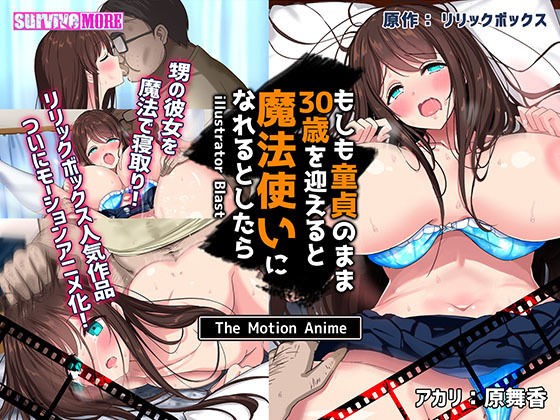 survive MORE
原作：リリックボックス
甥の彼女を
魔法で寝取り！
リリックボックス人気作品
ついにモーションアニメ化！
もしも童貞のまま
30歳を迎えると
魔法使いに
なれるとしたら
illustrator Blast
The Motion Anime
アカリ：原舞香